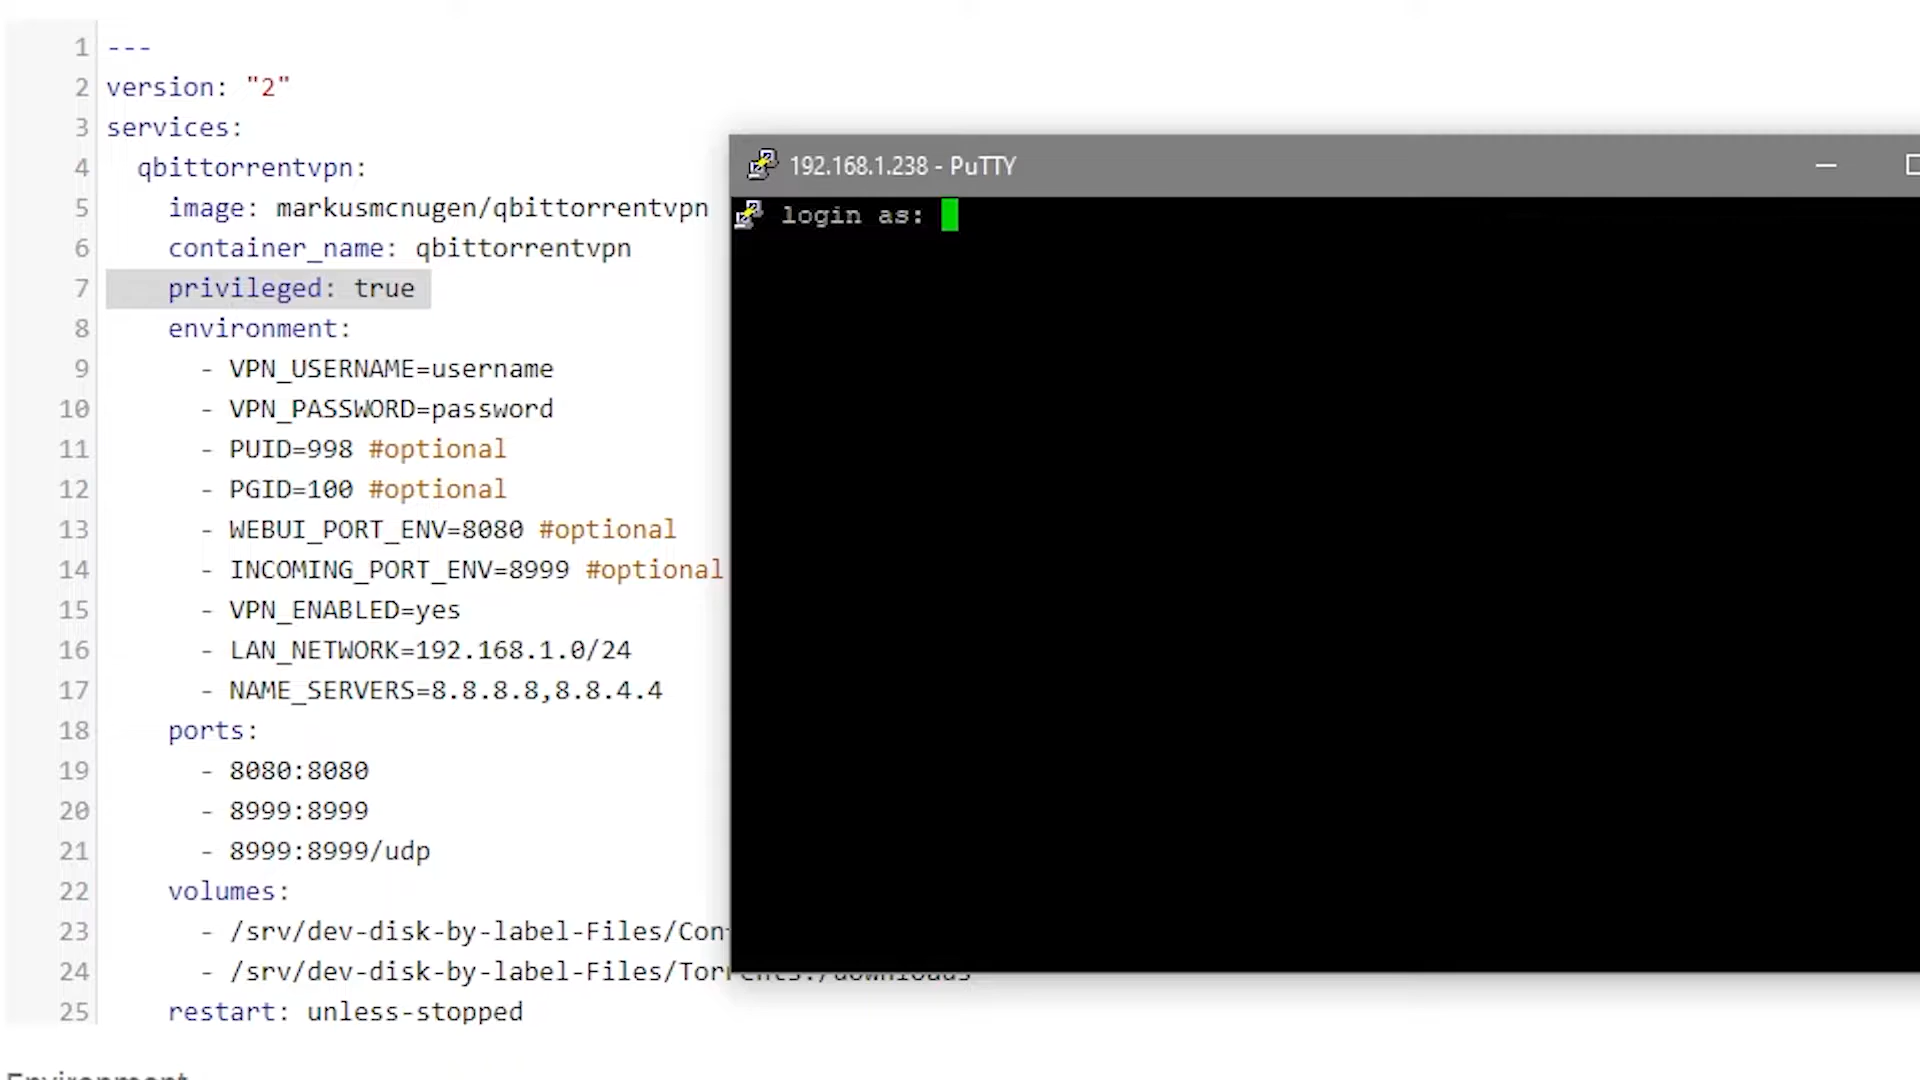 1 ---
2 version: "2"
3 services:
4 qbittorrentvpn:
5 image: markusmcnugen/qbittorrentvpn
6 container_name: qbittorrentvpn
7 privileged: true
8 environment:
9 - VPN_USERNAME=username
10 - VPN_PASSWORD=password
11 - PUID=998 #optional
12 - PGID=100 #optional
13 - WEBUI_PORT_ENV=8080 #optional
14 - INCOMING_PORT_ENV=8999 #optional
15 - VPN_ENABLED=yes
16 - LAN_NETWORK=192.168.1.0/24
17 - NAME_SERVERS=8.8.8.8,8.8.4.4
18 ports:
19 - 8080:8080
20 - 8999:8999
21 - 8999:8999/udp
22 volumes:
23 - /srv/dev-disk-by-label-Files/Con
24 - /srv/dev-disk-by-label-Files/Torrents:/downloads
25 restart: unless-stopped
Environment
192.168.1.238 - PuTTY
login as: